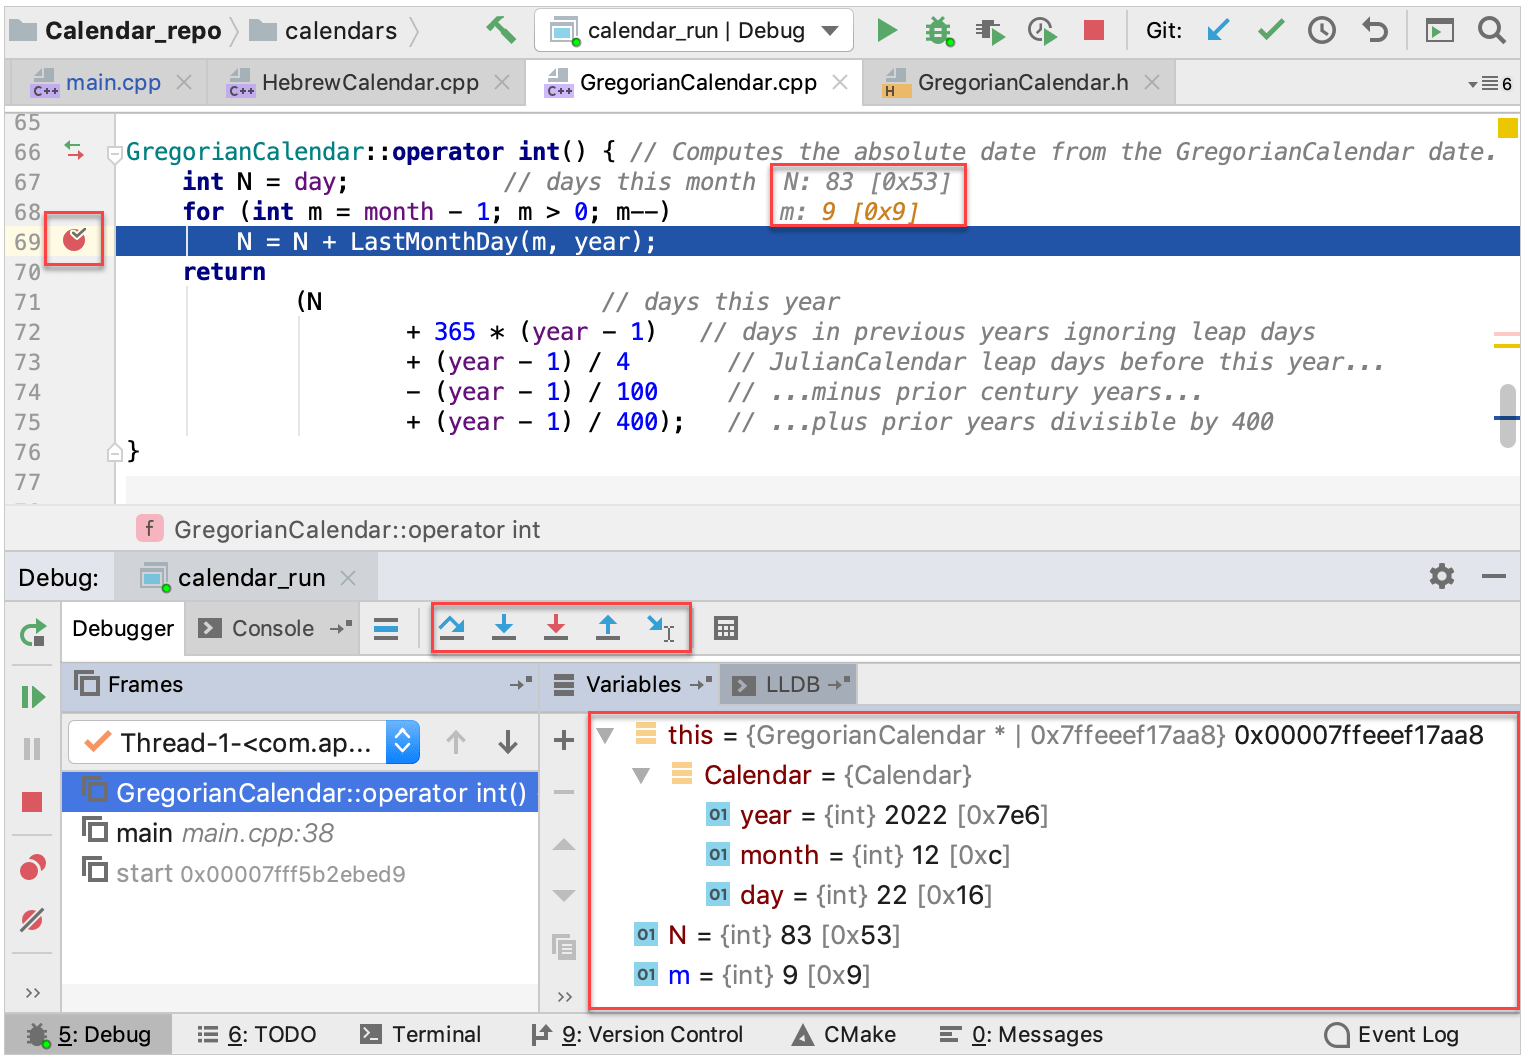 Calendar_repo calendars calendar_run | Debug Git:
main.cpp HebrewCalendar.cpp GregorianCalendar.cpp GregorianCalendar.h 6
65
66 GregorianCalendar::operator int() { // Computes the absolute date from the GregorianCalendar date.
67 int N = day; // days this month N: 83 [0x53]
68 for (int m = month - 1; m > 0; m--) m: 9 [0x9]
69 N = N + LastMonthDay(m, year);
70 return
71 (N // days this year
72 + 365 * (year - 1) // days in previous years ignoring leap days
73 + (year - 1) / 4 // JulianCalendar leap days before this year...
74 - (year - 1) / 100 // ...minus prior century years...
75 + (year - 1) / 400); // ...plus prior years divisible by 400
76 }
77
f GregorianCalendar::operator int
Debug: calendar_run
Debugger Console
Frames Variables LLDB
Thread-1-<com.ap...
GregorianCalendar::operator int()
main main.cpp:38
start 0x00007fff5b2ebed9
this = {GregorianCalendar * | 0x7ffeeef17aa8} 0x00007ffeeef17aa8
Calendar = {Calendar}
01 year = {int} 2022 [0x7e6]
01 month = {int} 12 [0xc]
01 day = {int} 22 [0x16]
01 N = {int} 83 [0x53]
01 m = {int} 9 [0x9]
5: Debug 6: TODO Terminal 9: Version Control CMake 0: Messages Event Log